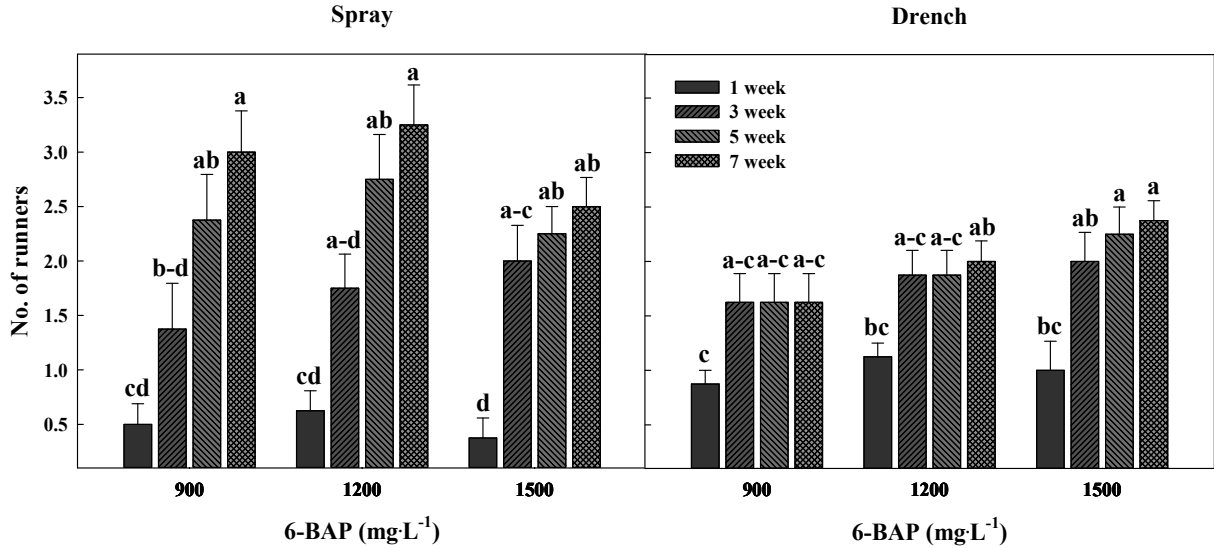 Spray
Drench
No. of runners
3.5
3.0
2.5
2.0
1.5
1.0
0.5
cd
b-d
ab
a
cd
a-d
ab
a
d
a-c
ab
ab
1 week
3 week
5 week
7 week
c
a-c
a-c
a-c
bc
a-c
a-c
ab
bc
ab
a
a
900
1200
1500
900
1200
1500
6-BAP (mg·L⁻¹)
6-BAP (mg·L⁻¹)